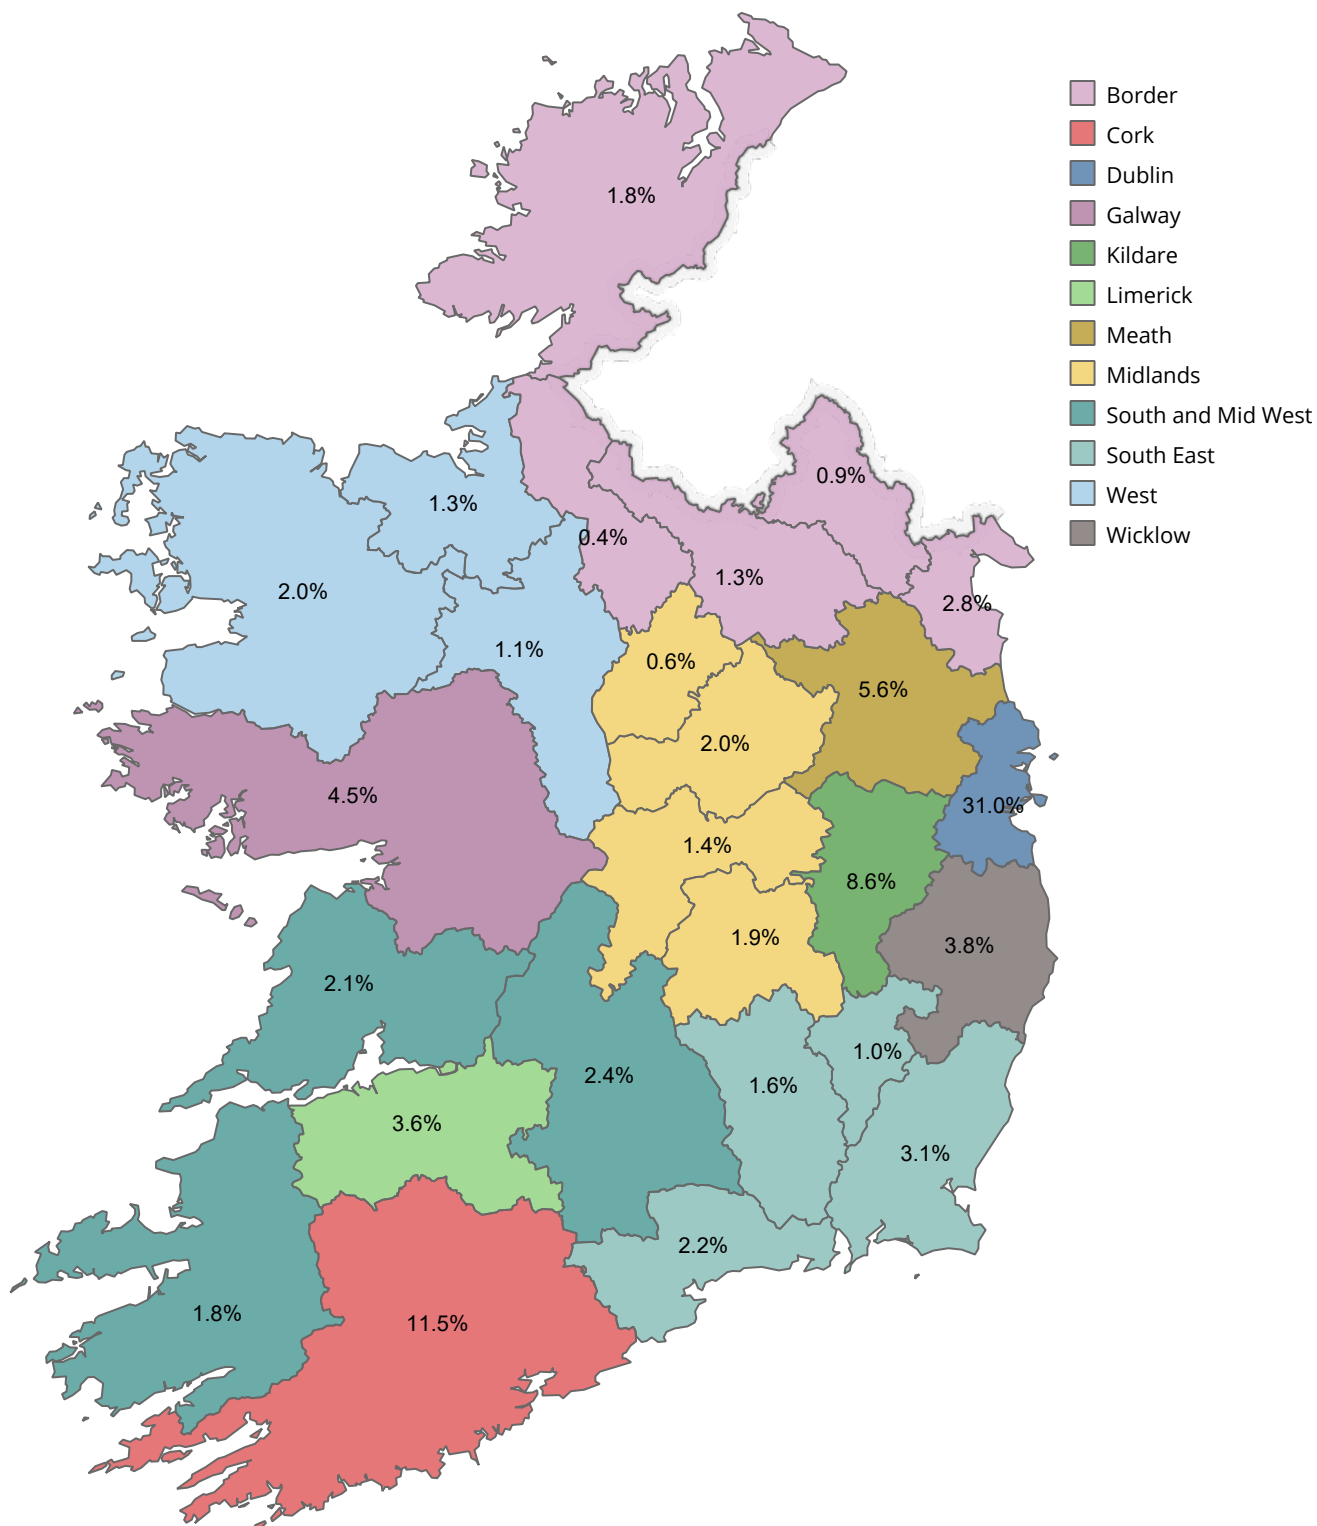 Border
Cork
Dublin
Galway
Kildare
Limerick
Meath
Midlands
South and Mid West
South East
West
Wicklow
1.8%
0.9%
1.3%
0.4%
1.3%
2.0%
2.8%
1.1%
0.6%
5.6%
2.0%
4.5%
31.0%
1.4%
8.6%
1.9%
3.8%
2.1%
1.0%
2.4%
1.6%
3.6%
3.1%
2.2%
1.8%
11.5%